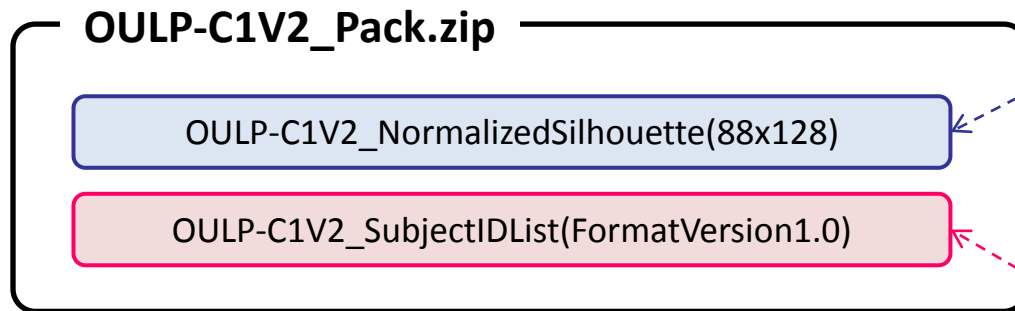 OULP-C1V2_Pack.zip
OULP-C1V2_NormalizedSilhouette(88x128)
OULP-C1V2_SubjectIDList(FormatVersion1.0)